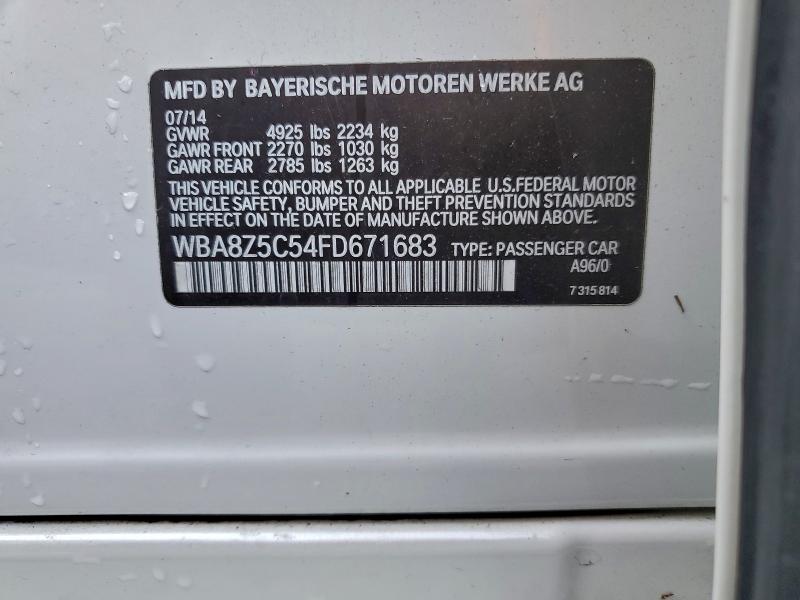 MFD BY BAYERISCHE MOTOREN WERKE AG
07/14
GVWR 4925 lbs 2234 kg
GAWR FRONT 2270 lbs 1030 kg
GAWR REAR 2785 lbs 1263 kg
THIS VEHICLE CONFORMS TO ALL APPLICABLE U.S.FEDERAL MOTOR
VEHICLE SAFETY, BUMPER AND THEFT PREVENTION STANDARDS
IN EFFECT ON THE DATE OF MANUFACTURE SHOWN ABOVE.
WBA8Z5C54FD671683 TYPE: PASSENGER CAR
A96/0
7 315 814